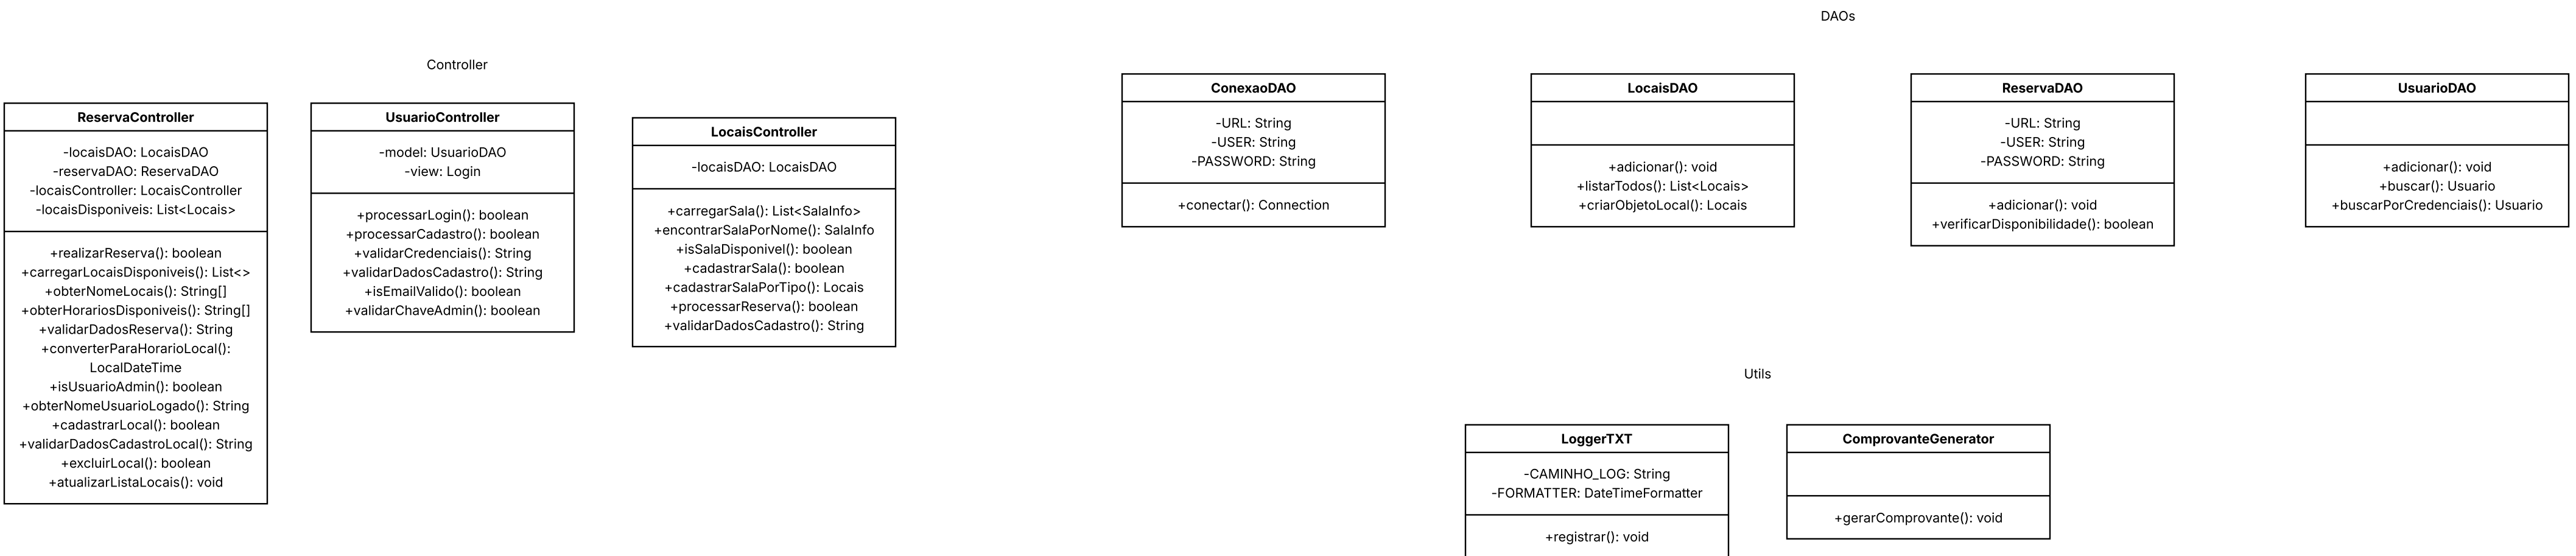 Controller
ReservaController
-locaisDAO: LocaisDAO
-reservaDAO: ReservaDAO
-locaisController: LocaisController
-locaisDisponiveis: List<Locais>
+realizarReserva(): boolean
+carregarLocaisDisponiveis(): List<>
+obterNomeLocais(): String[]
+obterHorariosDisponiveis(): String[]
+validarDadosReserva(): String
+converterParaHorarioLocal():
LocalDateTime
+isUsuarioAdmin(): boolean
+obterNomeUsuarioLogado(): String
+cadastrarLocal(): boolean
+validarDadosCadastroLocal(): String
+excluirLocal(): boolean
+atualizarListaLocais(): void
UsuarioController
-model: UsuarioDAO
-view: Login
+processarLogin(): boolean
+processarCadastro(): boolean
+validarCredenciais(): String
+validarDadosCadastro(): String
+isEmailValido(): boolean
+validarChaveAdmin(): boolean
LocaisController
-locaisDAO: LocaisDAO
+carregarSala(): List<SalaInfo>
+encontrarSalaPorNome(): SalaInfo
+isSalaDisponivel(): boolean
+cadastrarSala(): boolean
+cadastrarSalaPorTipo(): Locais
+processarReserva(): boolean
+validarDadosCadastro(): String
DAOs
ConexaoDAO
-URL: String
-USER: String
-PASSWORD: String
+conectar(): Connection
LocaisDAO
+adicionar(): void
+listarTodos(): List<Locais>
+criarObjetoLocal(): Locais
ReservaDAO
-URL: String
-USER: String
-PASSWORD: String
+adicionar(): void
+verificarDisponibilidade(): boolean
UsuarioDAO
+adicionar(): void
+buscar(): Usuario
+buscarPorCredenciais(): Usuario
Utils
LoggerTXT
-CAMINHO_LOG: String
-FORMATTER: DateTimeFormatter
+registrar(): void
ComprovanteGenerator
+gerarComprovante(): void